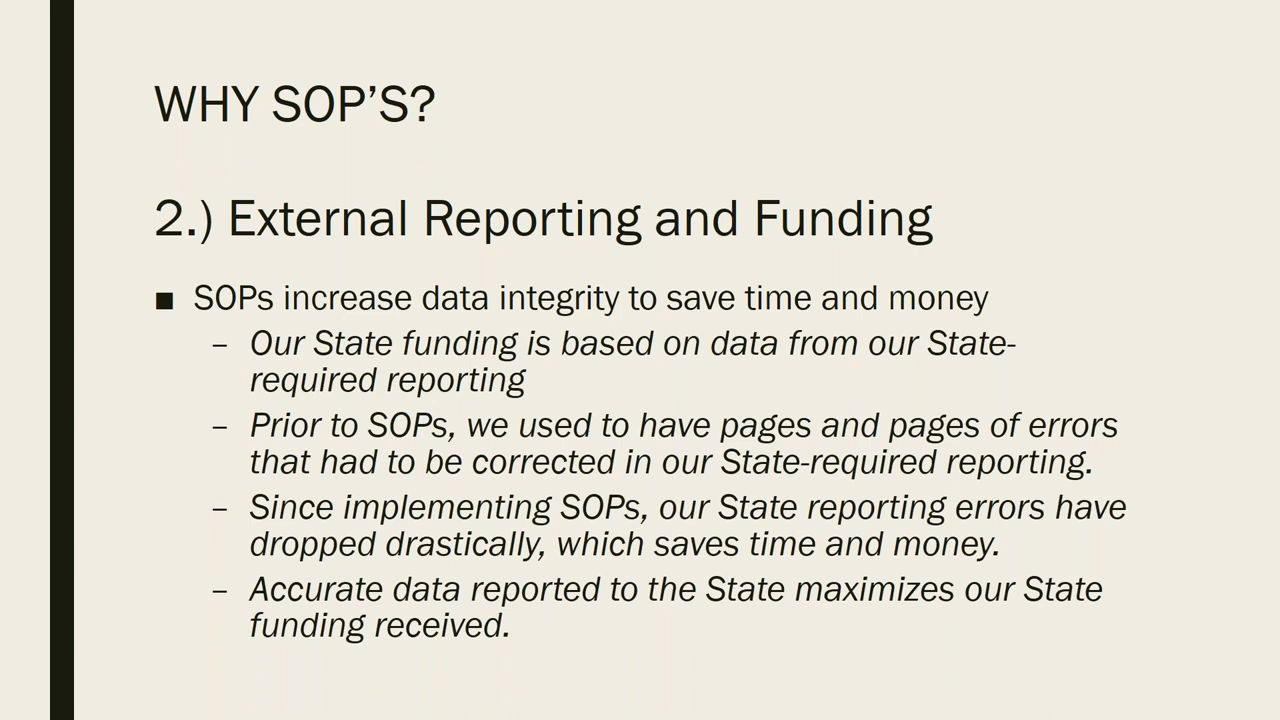 WHY SOP’S?
2.) External Reporting and Funding
■ SOPs increase data integrity to save time and money
– Our State funding is based on data from our State-
required reporting
– Prior to SOPs, we used to have pages and pages of errors
that had to be corrected in our State-required reporting.
– Since implementing SOPs, our State reporting errors have
dropped drastically, which saves time and money.
– Accurate data reported to the State maximizes our State
funding received.